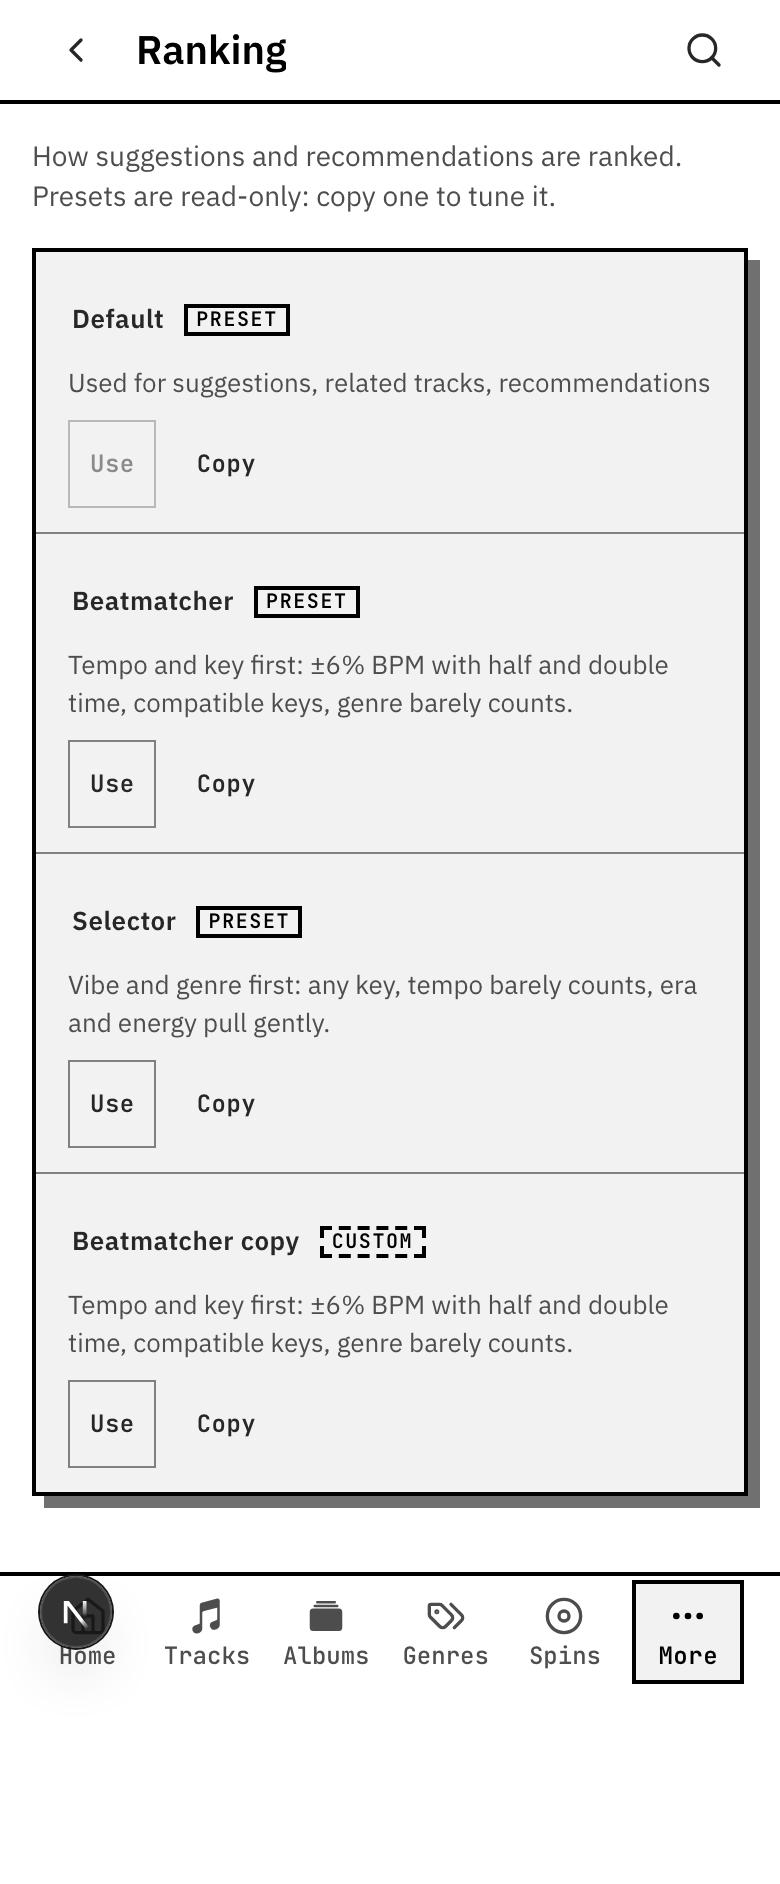 Ranking
How suggestions and recommendations are ranked.
Presets are read-only: copy one to tune it.
Default PRESET
Used for suggestions, related tracks, recommendations
Use Copy
Beatmatcher PRESET
Tempo and key first: ±6% BPM with half and double
time, compatible keys, genre barely counts.
Use Copy
Selector PRESET
Vibe and genre first: any key, tempo barely counts, era
and energy pull gently.
Use Copy
Beatmatcher copy CUSTOM
Tempo and key first: ±6% BPM with half and double
time, compatible keys, genre barely counts.
Use Copy
N
Home Tracks Albums Genres Spins More